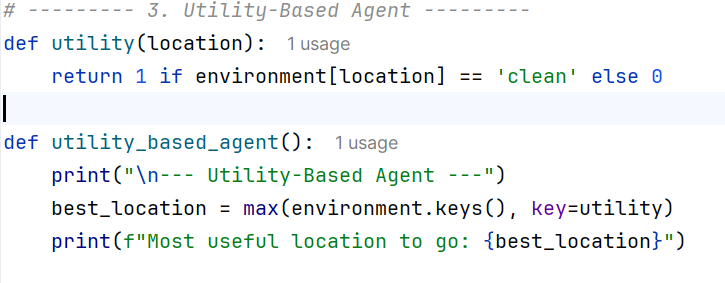 # --------- 3. Utility-Based Agent ---------
def utility(location):  1 usage
    return 1 if environment[location] == 'clean' else 0
def utility_based_agent():  1 usage
    print("\n--- Utility-Based Agent ---")
    best_location = max(environment.keys(), key=utility)
    print(f"Most useful location to go: {best_location}")